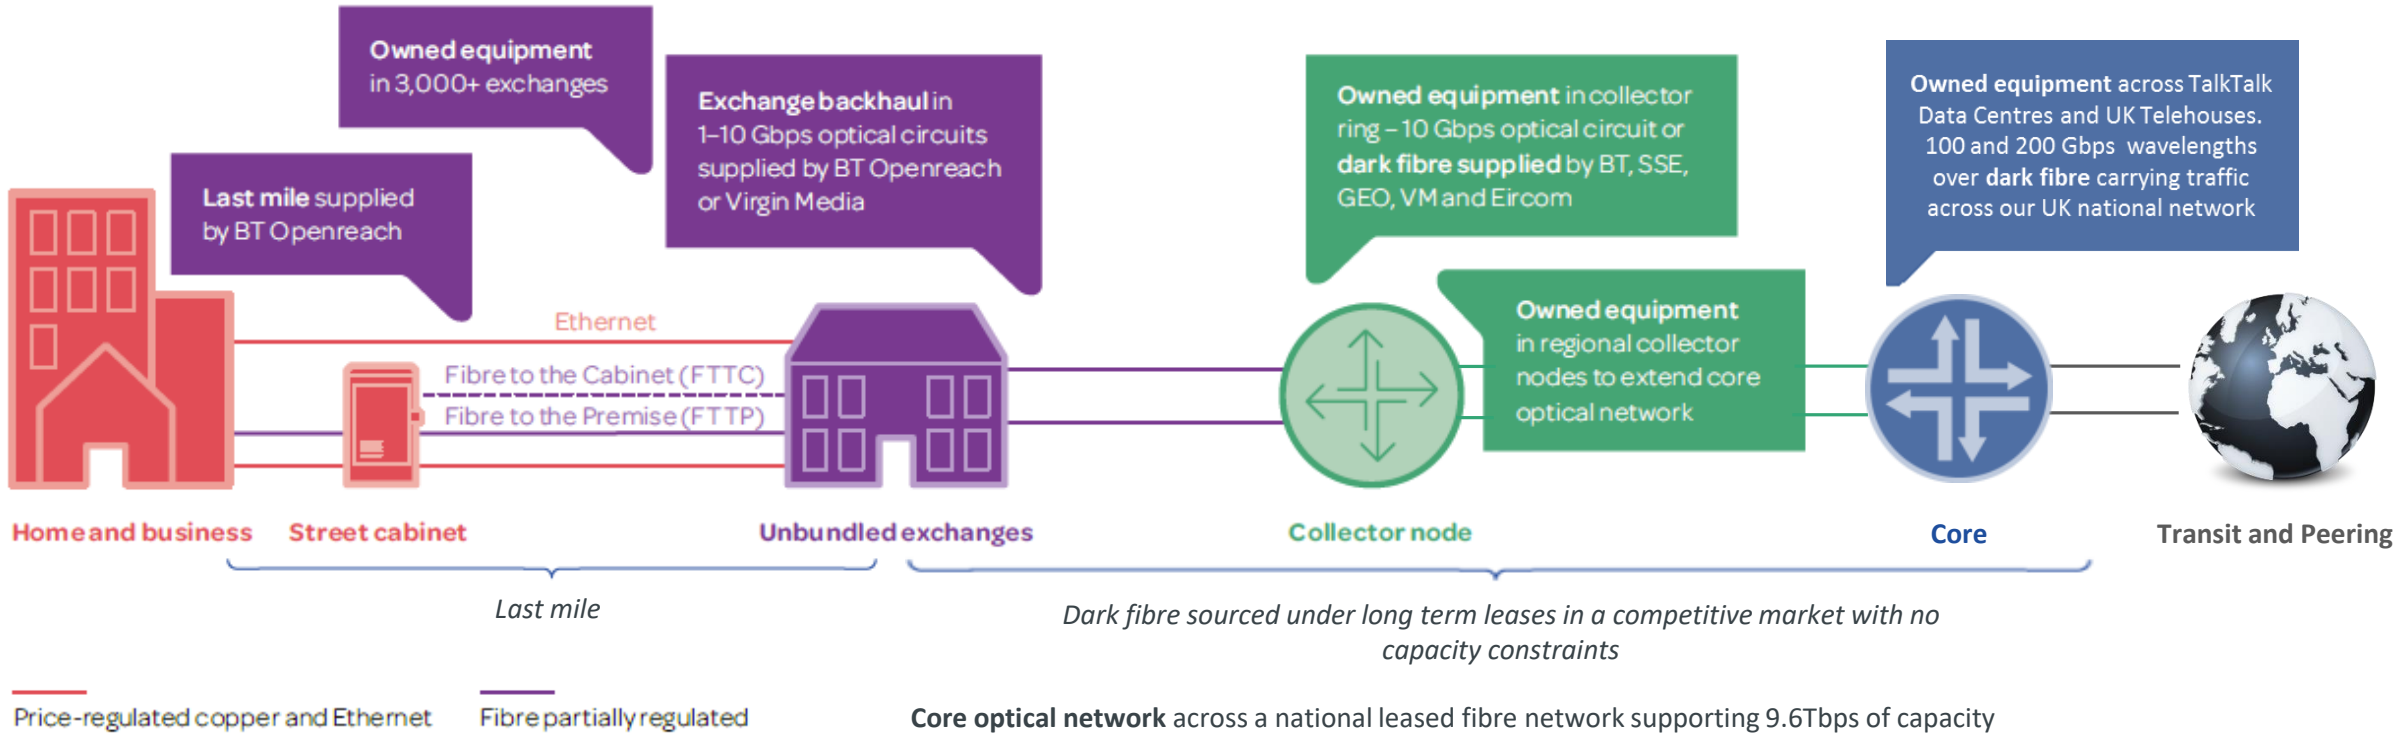 Owned equipment
in 3,000+ exchanges
Last mile supplied
by BT Openreach
Exchange backhaul in
1–10 Gbps optical circuits
supplied by BT Openreach
or Virgin Media
Owned equipment in collector
ring – 10 Gbps optical circuit or
dark fibre supplied by BT, SSE,
GEO, VM and Eircom
Owned equipment
in regional collector
nodes to extend core
optical network
Owned equipment across TalkTalk
Data Centres and UK Telehouses.
100 and 200 Gbps wavelengths
over dark fibre carrying traffic
across our UK national network
Ethernet
Fibre to the Cabinet (FTTC)
Fibre to the Premise (FTTP)
Home and business
Street cabinet
Unbundled exchanges
Collector node
Core
Transit and Peering
Last mile
Dark fibre sourced under long term leases in a competitive market with no
capacity constraints
Price-regulated copper and Ethernet
Fibre partially regulated
Core optical network across a national leased fibre network supporting 9.6Tbps of capacity